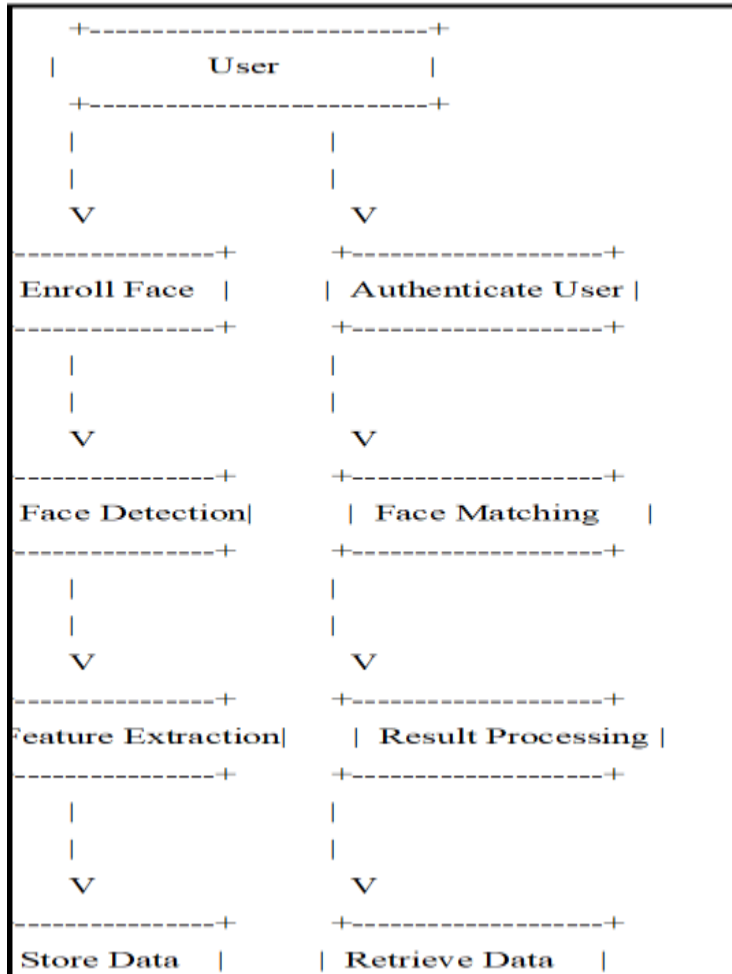 +--------------------------+
| User |
+--------------------------+
| |
| |
V V
---------------+ +-------------------+
Enroll Face | | Authenticate User |
---------------+ +-------------------+
| |
| |
V V
---------------+ +-------------------+
Face Detection| | Face Matching |
---------------+ +-------------------+
| |
| |
V V
---------------+ +-------------------+
Feature Extraction| | Result Processing |
---------------+ +-------------------+
| |
| |
V V
---------------+ +-------------------+
Store Data | | Retrieve Data |